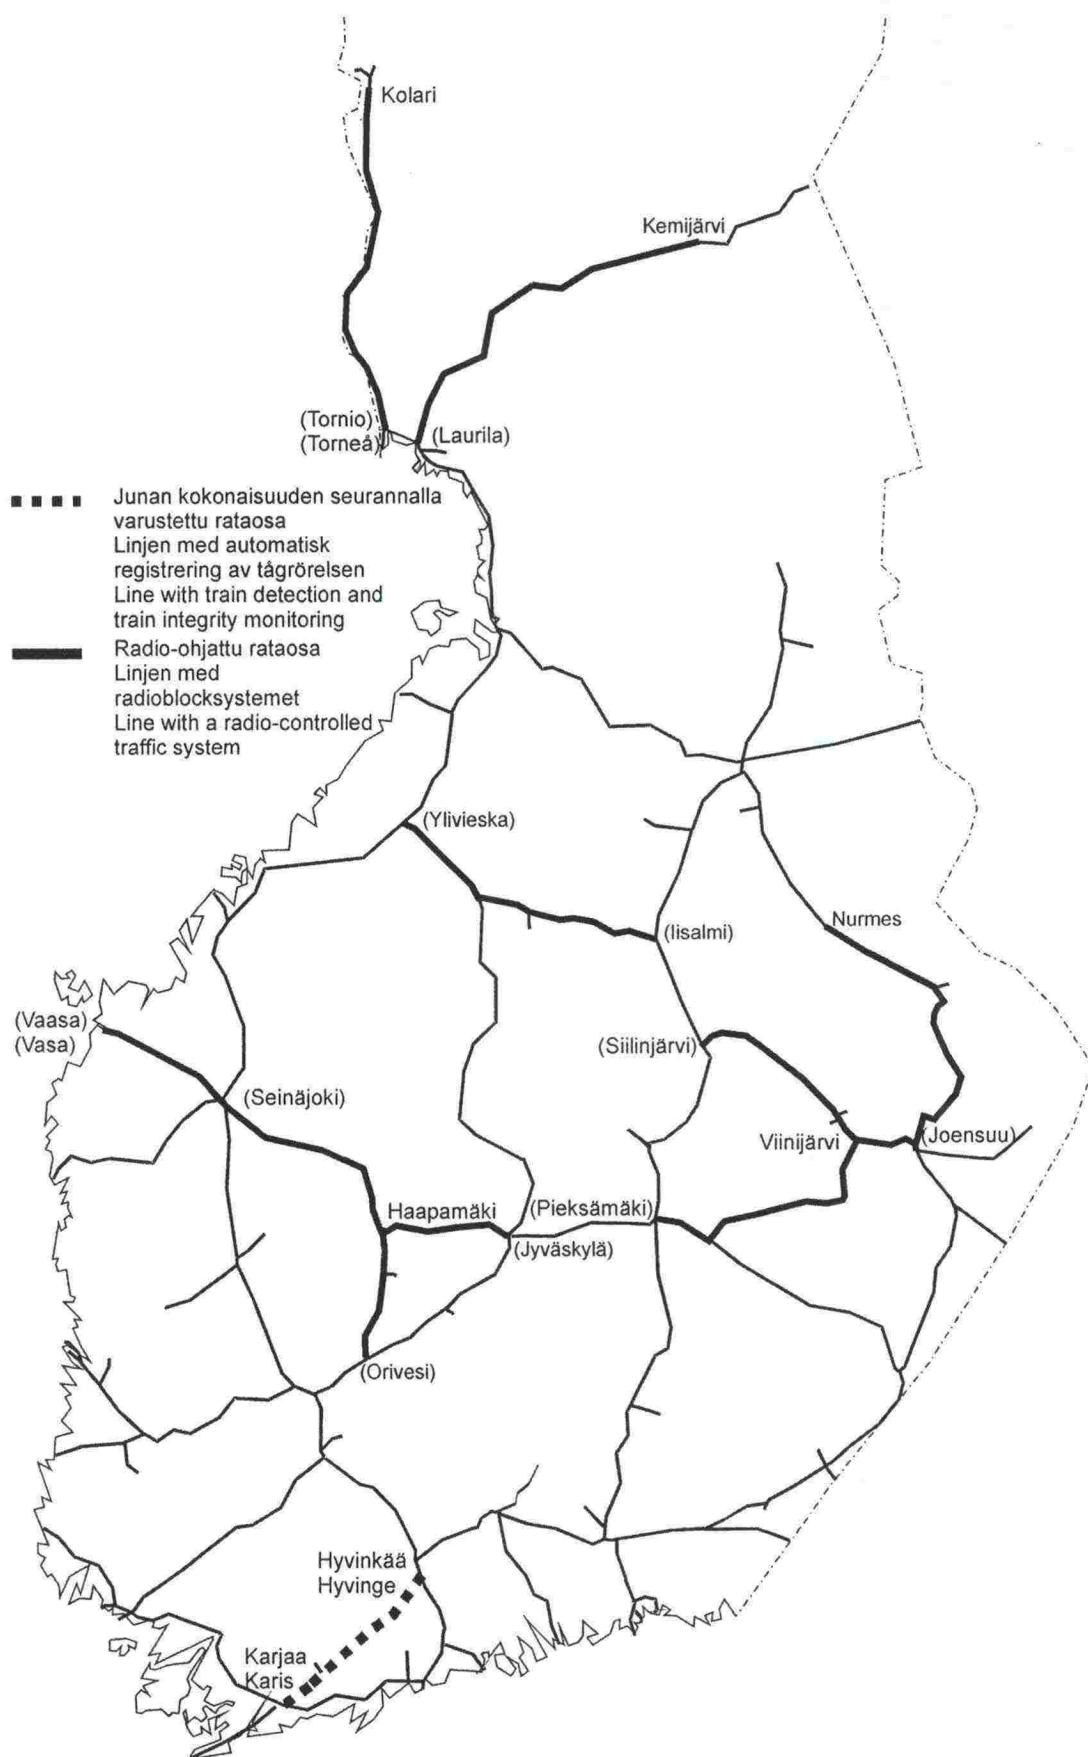 Kolari
Kemijärvi
(Tornio)
(Torneå)
(Laurila)
Junan kokonaisuuden seurannalla
varustettu rataosa
Linjen med automatisk
registrering av tågrörelsen
Line with train detection and
train integrity monitoring
Radio-ohjattu rataosa
Linjen med
radioblocksystemet
Line with a radio-controlled
traffic system
(Ylivieska)
Nurmes
(Iisalmi)
(Vaasa)
(Vasa)
(Siilinjärvi)
(Seinäjoki)
Viinijärvi
(Joensuu)
Haapamäki
(Pieksämäki)
(Jyväskylä)
(Orivesi)
Hyvinkää
Hyvinge
Karjaa
Karis